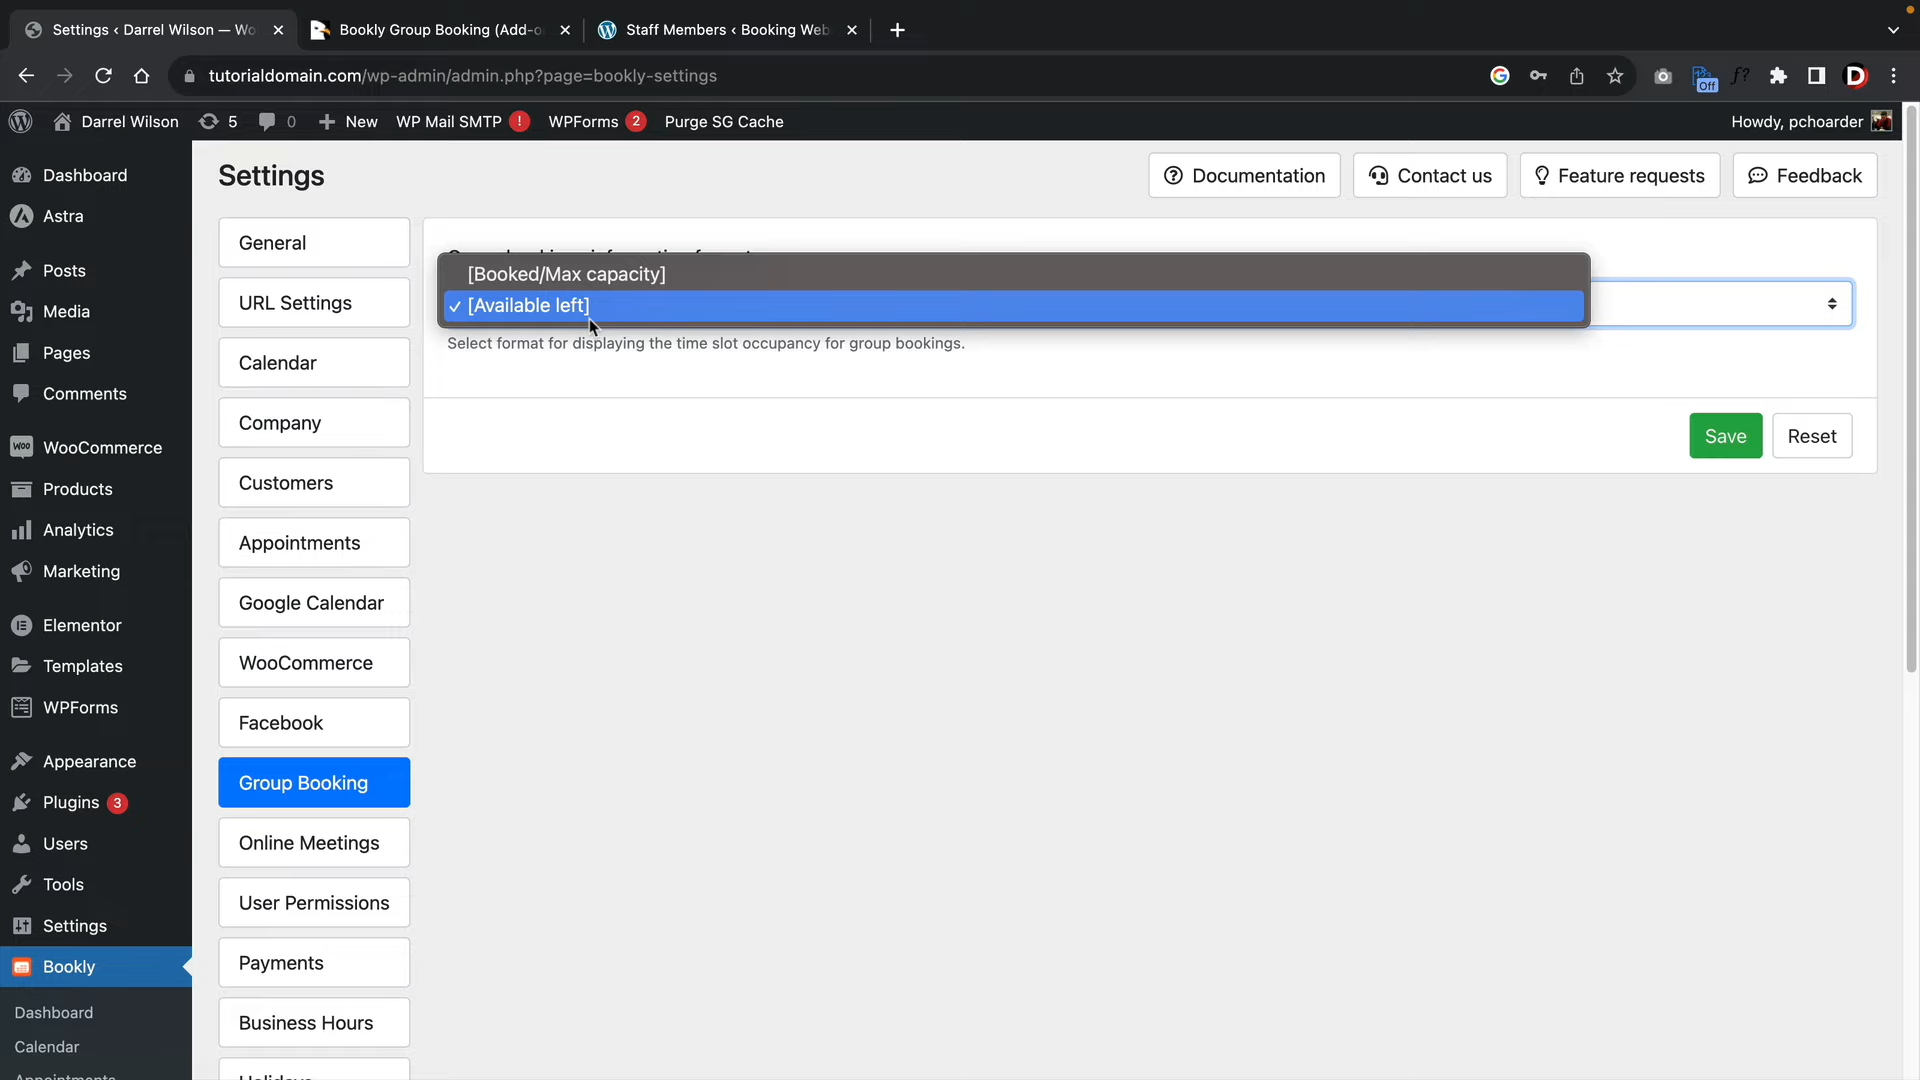 Settings ‹ Darrel Wilson — Wo
Bookly Group Booking (Add-o
Staff Members ‹ Booking Web
tutorialdomain.com/wp-admin/admin.php?page=bookly-settings
Off
Darrel Wilson
5
0
New
WP Mail SMTP
!
WPForms
2
Purge SG Cache
Howdy, pchoarder
Dashboard
Astra
Posts
Media
Pages
Comments
WooCommerce
Products
Analytics
Marketing
Elementor
Templates
WPForms
Appearance
Plugins 3
Users
Tools
Settings
Bookly
Dashboard
Calendar
Appointments
Settings
Documentation
Contact us
Feature requests
Feedback
General
URL Settings
Calendar
Company
Customers
Appointments
Google Calendar
WooCommerce
Facebook
Group Booking
Online Meetings
User Permissions
Payments
Business Hours
Holidays
[Booked/Max capacity]
✓ [Available left]
Select format for displaying the time slot occupancy for group bookings.
Save
Reset